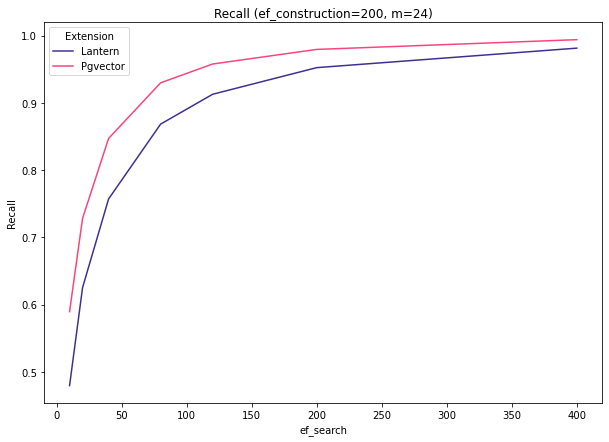 Recall (ef_construction=200, m=24)
Extension
Lantern
Pgvector
1.0
0.9
0.8
0.7
0.6
0.5
Recall
0 50 100 150 200 250 300 350 400
ef_search